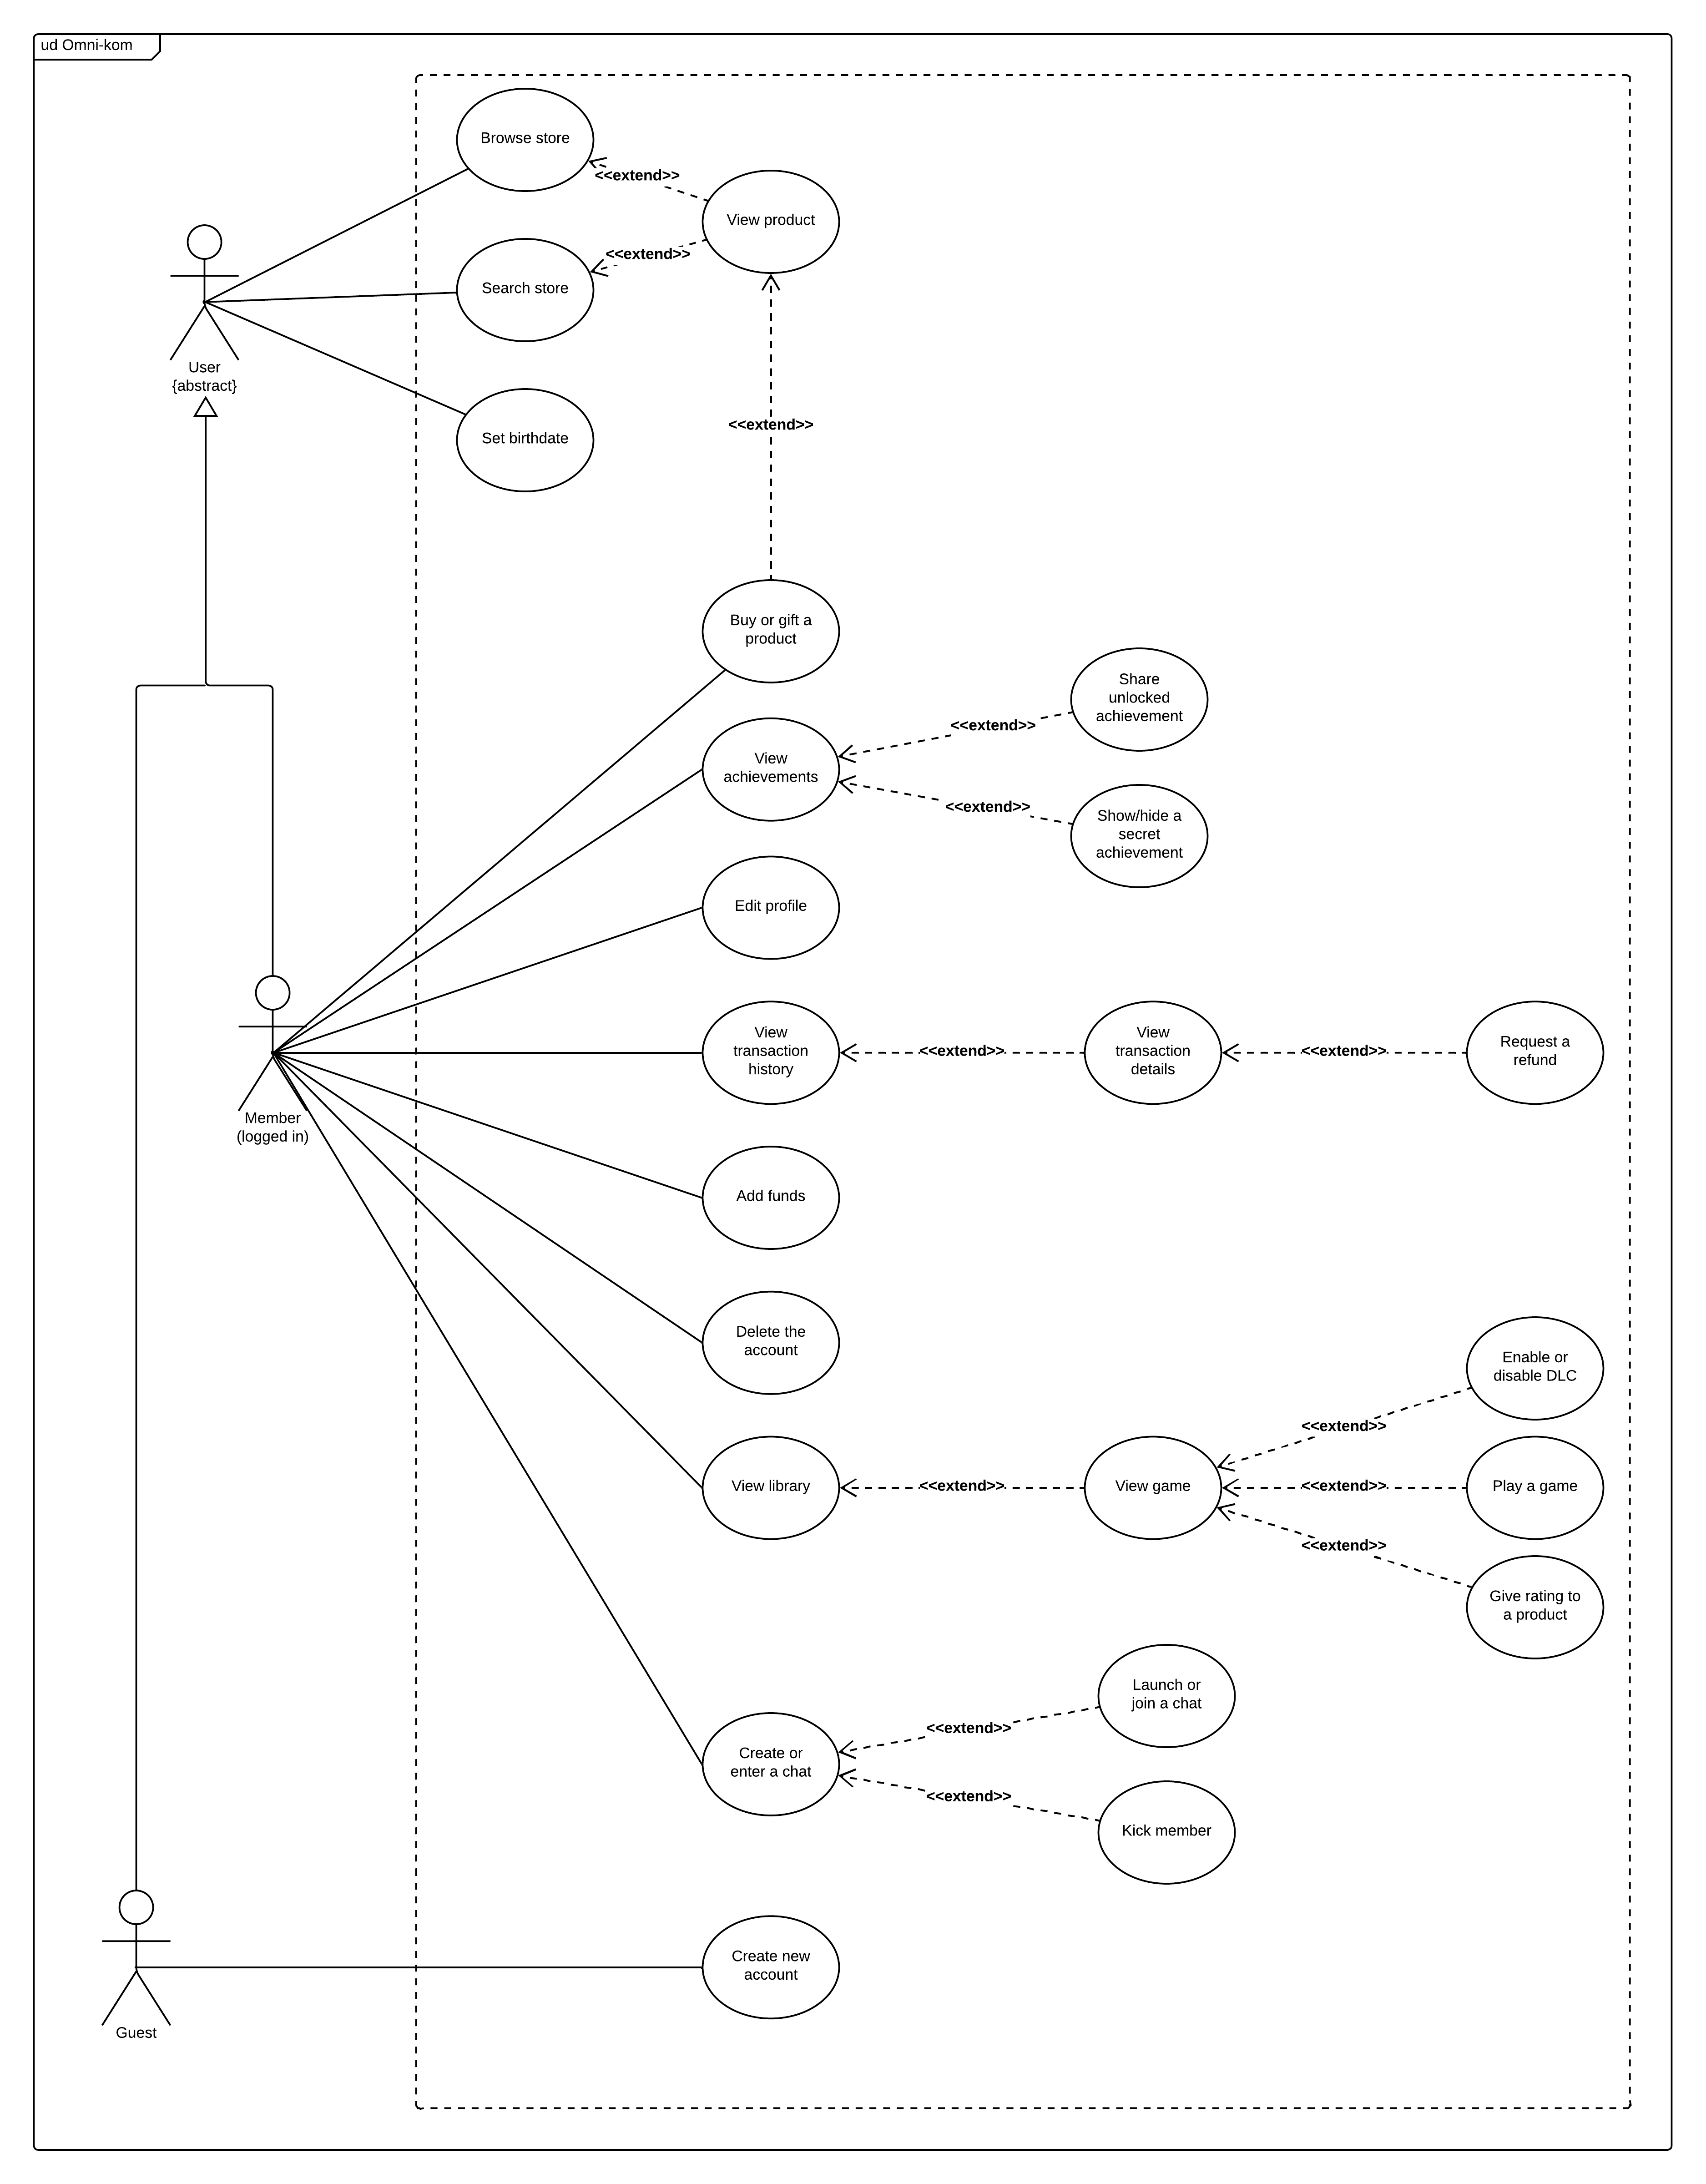 ud Omni-kom
Browse store
<<extend>>
View product
<<extend>>
Search store
User
{abstract}
Set birthdate
<<extend>>
Buy or gift a
product
Share
unlocked
achievement
<<extend>>
View
achievements
<<extend>>
Show/hide a
secret
achievement
Edit profile
View
transaction
history
<<extend>>
View
transaction
details
<<extend>>
Request a
refund
Member
(logged in)
Add funds
Delete the
account
Enable or
disable DLC
<<extend>>
View library
<<extend>>
View game
<<extend>>
Play a game
<<extend>>
Give rating to
a product
Launch or
join a chat
<<extend>>
Create or
enter a chat
<<extend>>
Kick member
Create new
account
Guest